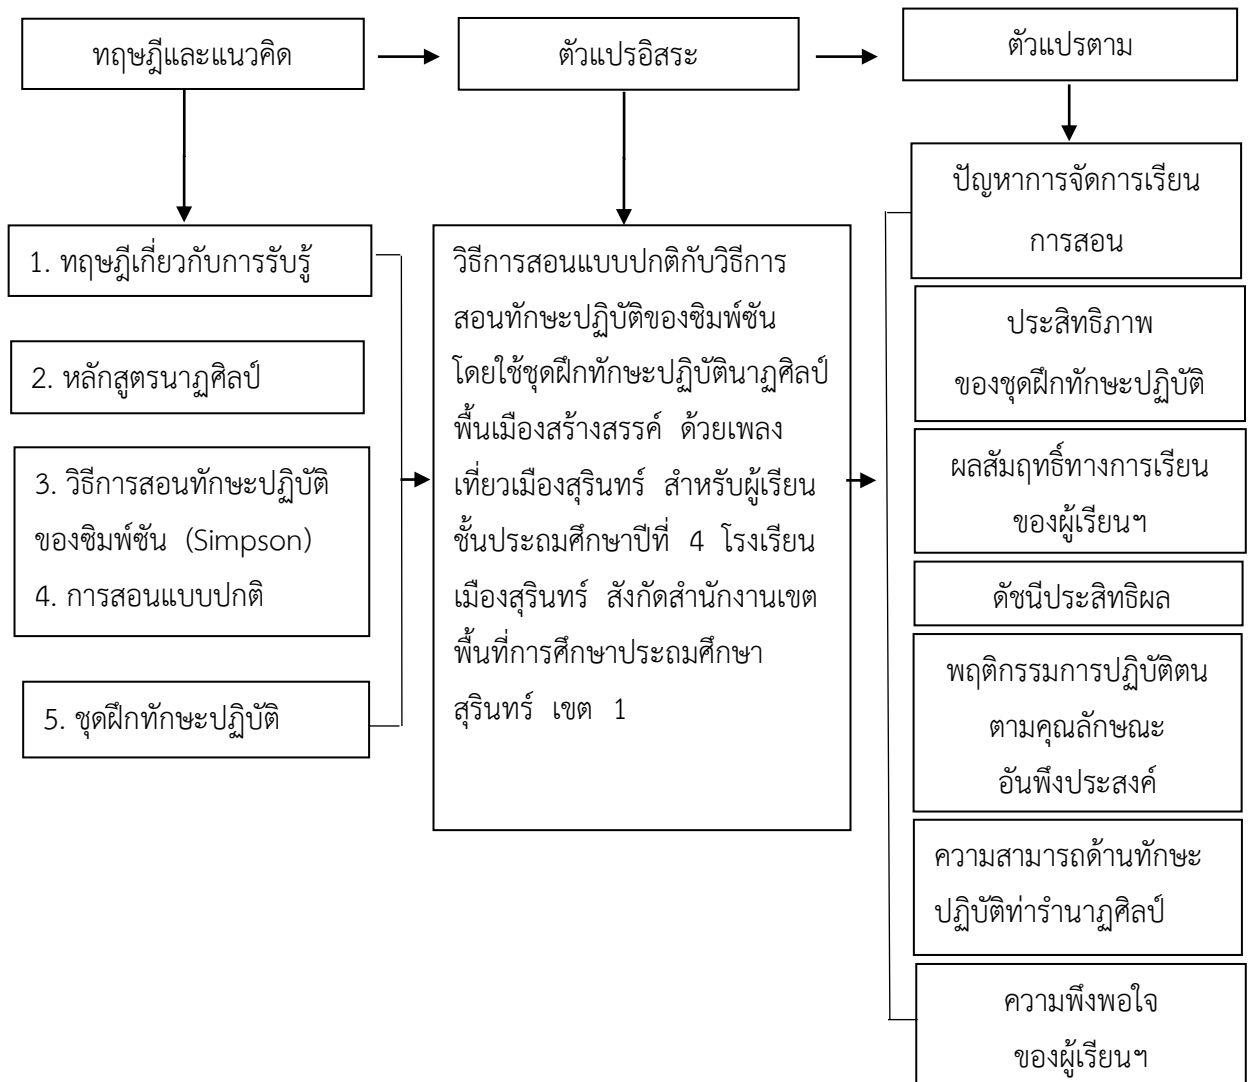 ทฤษฎีและแนวคิด
ตัวแปรอิสระ
ตัวแปรตาม
1. ทฤษฎีเกี่ยวกับการรับรู้
2. หลักสูตรนาฏศิลป์
3. วิธีการสอนทักษะปฏิบัติ
ของซิมพ์ซัน (Simpson)
4. การสอนแบบปกติ
5. ชุดฝึกทักษะปฏิบัติ
วิธีการสอนแบบปกติกับวิธีการ
สอนทักษะปฏิบัติของซิมพ์ซัน
โดยใช้ชุดฝึกทักษะปฏิบัตินาฏศิลป์
พื้นเมืองสร้างสรรค์ ด้วยเพลง
เที่ยวเมืองสุรินทร์ สำหรับผู้เรียน
ชั้นประถมศึกษาปีที่ 4 โรงเรียน
เมืองสุรินทร์ สังกัดสำนักงานเขต
พื้นที่การศึกษาประถมศึกษา
สุรินทร์ เขต 1
ปัญหาการจัดการเรียน
การสอน
ประสิทธิภาพ
ของชุดฝึกทักษะปฏิบัติ
ผลสัมฤทธิ์ทางการเรียน
ของผู้เรียนฯ
ดัชนีประสิทธิผล
พฤติกรรมการปฏิบัติตน
ตามคุณลักษณะ
อันพึงประสงค์
ความสามารถด้านทักษะ
ปฏิบัติท่ารำนาฏศิลป์
ความพึงพอใจ
ของผู้เรียนฯ